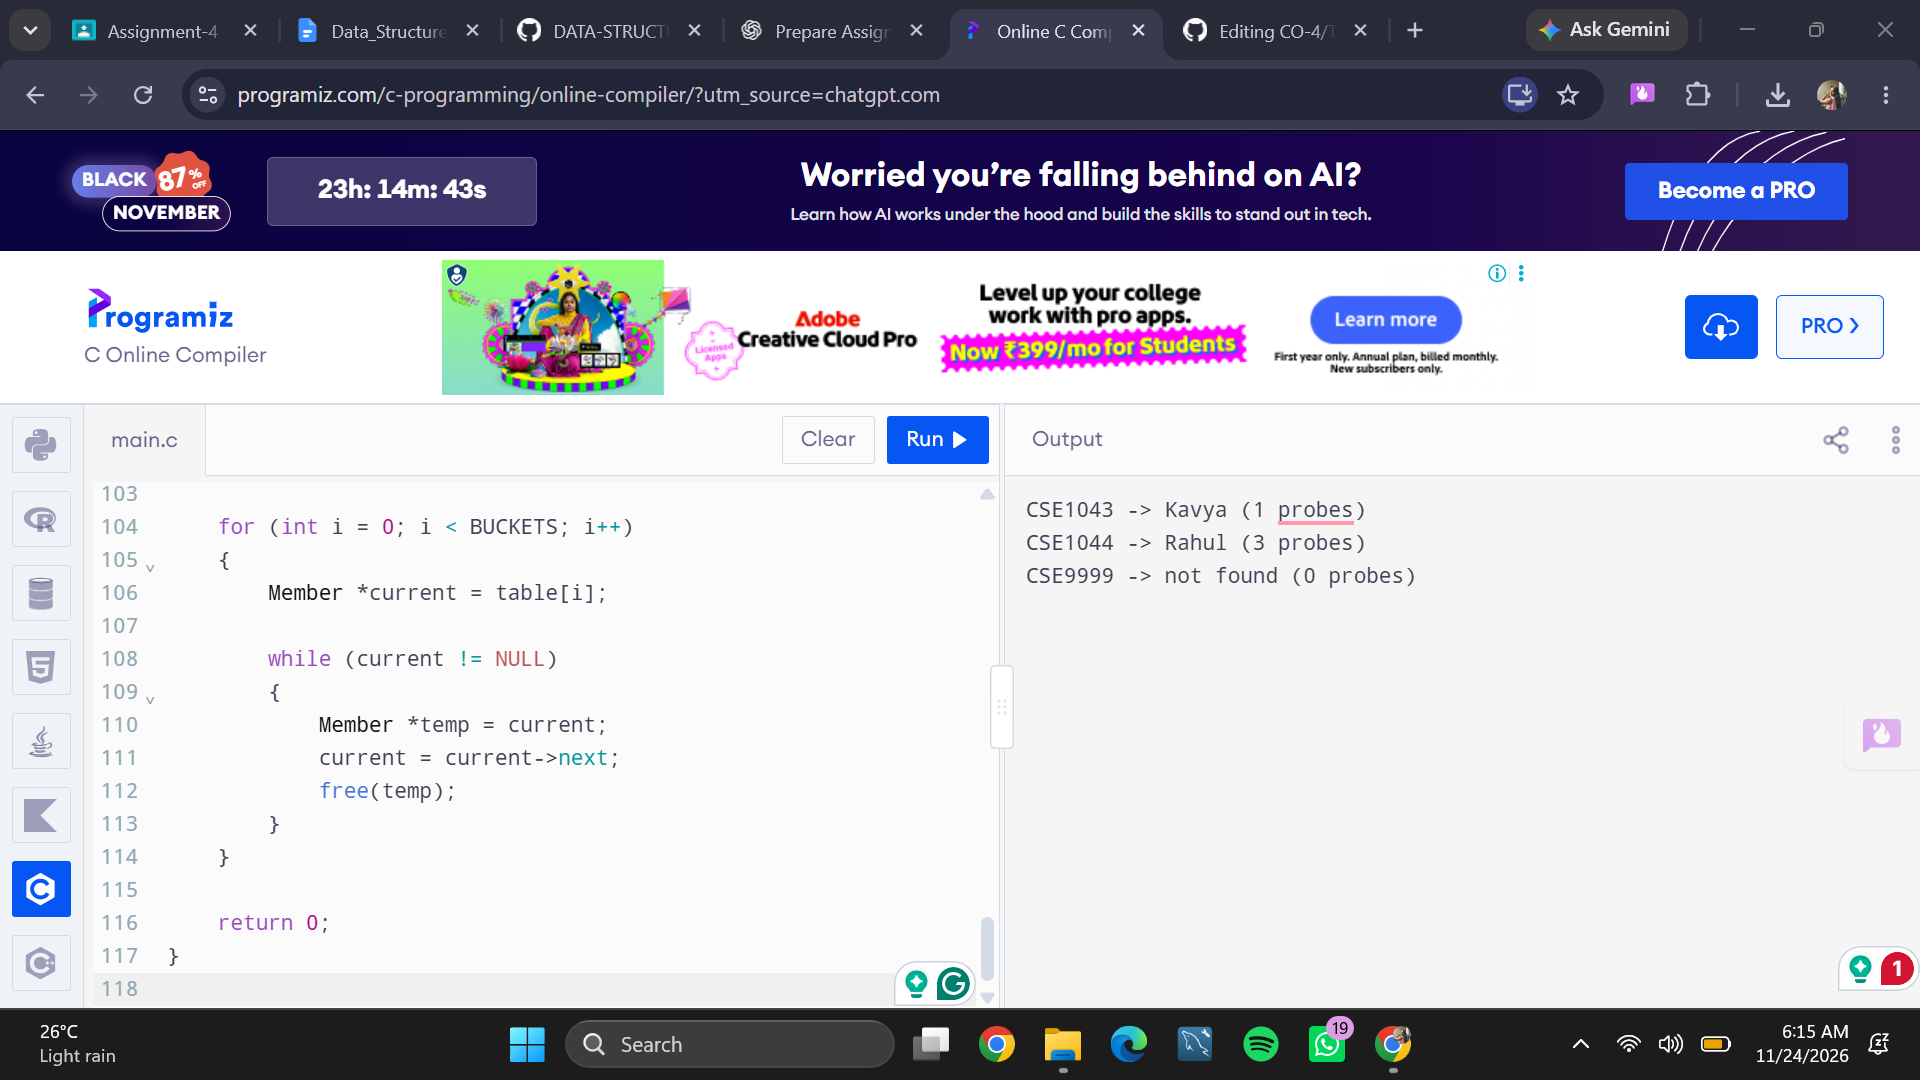 Assignment-4
Data_Structure
DATA-STRUCT
Prepare Assign
Online C Comp
Editing CO-4/T
Ask Gemini
programiz.com/c-programming/online-compiler/?utm_source=chatgpt.com
BLACK
87% OFF
NOVEMBER
23h: 14m: 43s
Worried you’re falling behind on AI?
Learn how AI works under the hood and build the skills to stand out in tech.
Become a PRO
Programiz
C Online Compiler
Licensed Apps
Adobe
Creative Cloud Pro
Level up your college
work with pro apps.
Now ₹399/mo for Students
Learn more
First year only. Annual plan, billed monthly.
New subscribers only.
PRO
main.c
Clear
Run
Output
103
104 for (int i = 0; i < BUCKETS; i++)
105 {
106 Member *current = table[i];
107
108 while (current != NULL)
109 {
110 Member *temp = current;
111 current = current->next;
112 free(temp);
113 }
114 }
115
116 return 0;
117 }
118
CSE1043 -> Kavya (1 probes)
CSE1044 -> Rahul (3 probes)
CSE9999 -> not found (0 probes)
1
26°C
Light rain
Search
19
6:15 AM
11/24/2026